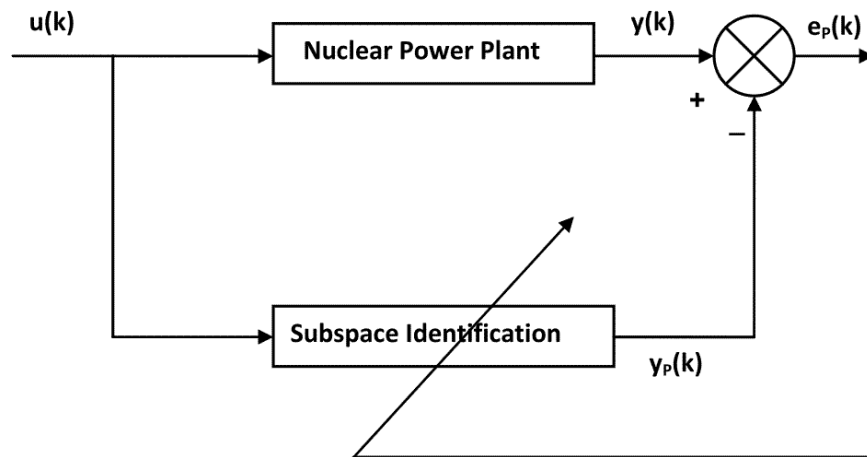 u(k)
Nuclear Power Plant
y(k)
eₚ(k)
+
–
Subspace Identification
yₚ(k)